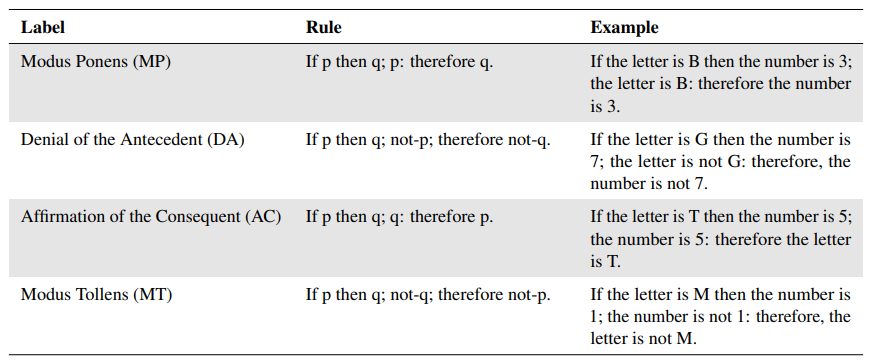 Label Rule Example
Modus Ponens (MP) If p then q; p: therefore q. If the letter is B then the number is 3;
the letter is B: therefore the number
is 3.
Denial of the Antecedent (DA) If p then q; not-p; therefore not-q. If the letter is G then the number is
7; the letter is not G: therefore, the
number is not 7.
Affirmation of the Consequent (AC) If p then q; q: therefore p. If the letter is T then the number is 5;
the number is 5: therefore the letter
is T.
Modus Tollens (MT) If p then q; not-q; therefore not-p. If the letter is M then the number is
1; the number is not 1: therefore, the
letter is not M.